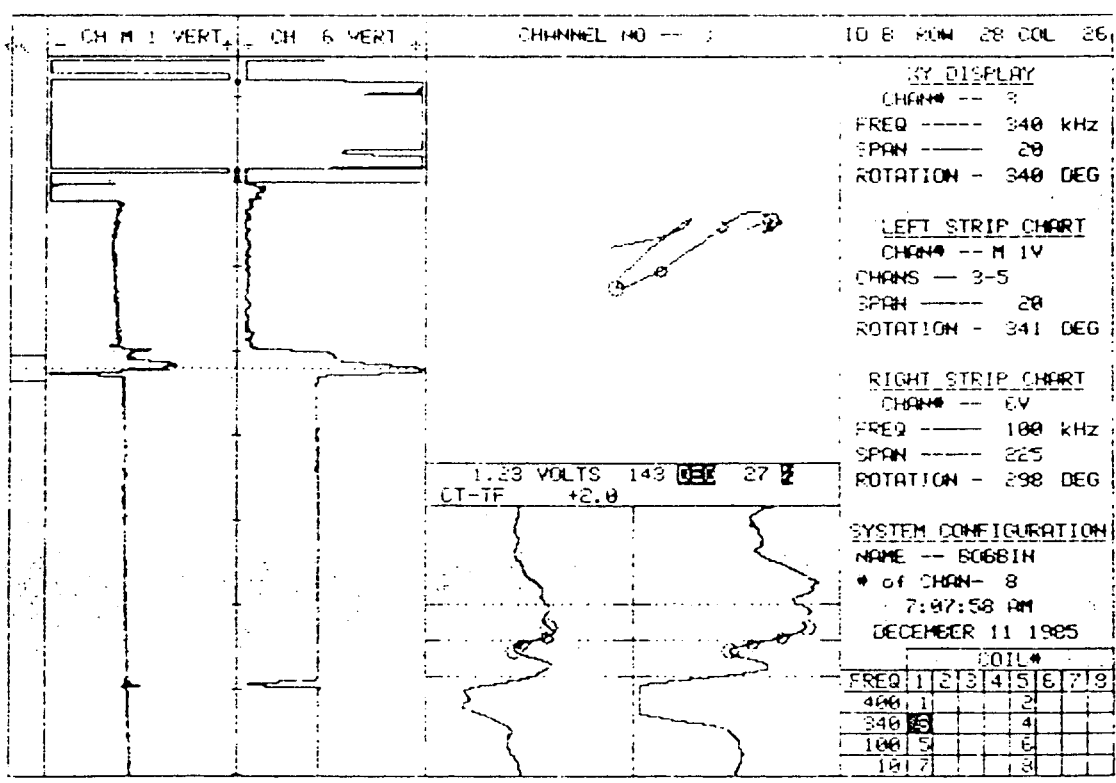 - CH M 1 VERT + - CH 6 VERT +
CHANNEL NO --
ID 8 ROW 28 COL 26
XY DISPLAY
CHAN# -- 3
FREQ ----- 340 kHz
SPAN ----- 20
ROTATION - 340 DEG
LEFT STRIP CHART
CHAN# -- M 1V
CHANS -- 3-5
SPAN ----- 20
ROTATION - 341 DEG
RIGHT STRIP CHART
CHAN# -- 6V
FREQ ----- 100 kHz
SPAN ----- 225
ROTATION - 298 DEG
1.23 VOLTS 143 DEG 27 %
CT-TF +2.0
SYSTEM CONFIGURATION
NAME -- BOBBIN
# of CHAN- 8
7:07:58 AM
DECEMBER 11 1985
COIL#
FREQ 1 2 3 4 5 6 7 8
400 1 2
340 3 4
100 5 6
10 7 8